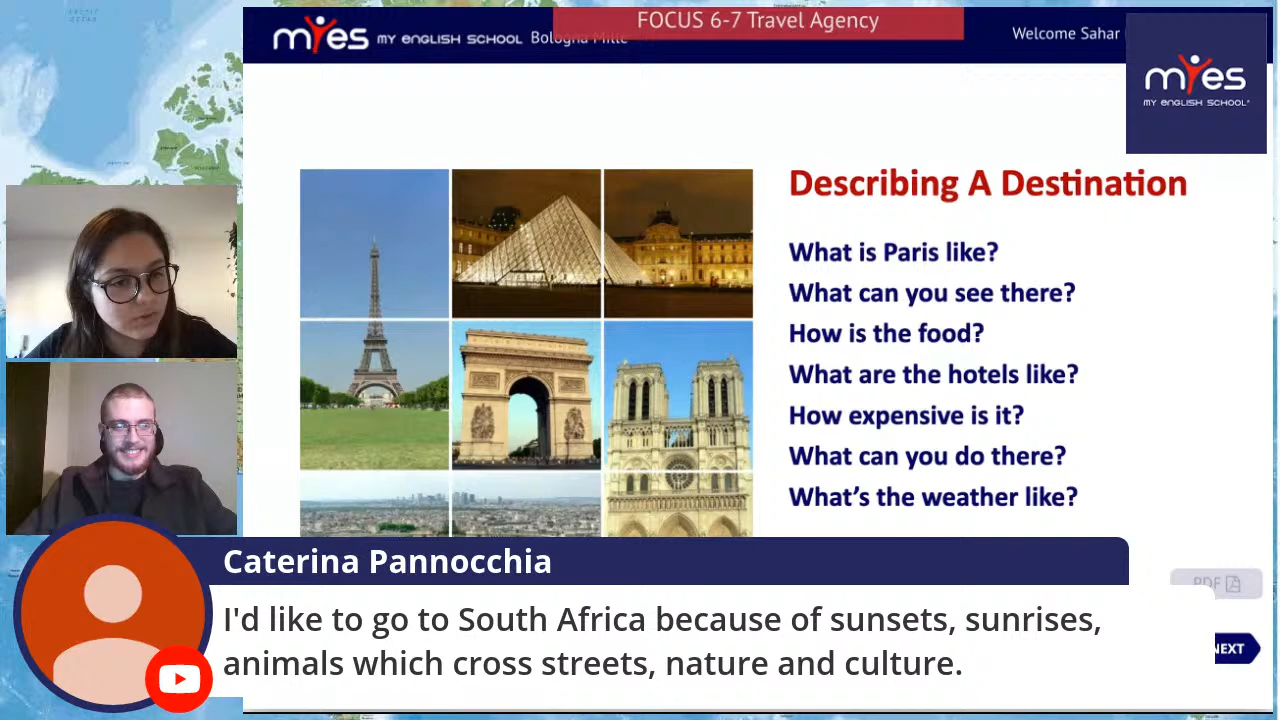 FOCUS 6-7 Travel Agency
myes MY ENGLISH SCHOOL Bologna Mille
Welcome Sahar
myes
MY ENGLISH SCHOOL
Describing A Destination
What is Paris like?
What can you see there?
How is the food?
What are the hotels like?
How expensive is it?
What can you do there?
What's the weather like?
Caterina Pannocchia
I'd like to go to South Africa because of sunsets, sunrises,
animals which cross streets, nature and culture.
PDF
NEXT